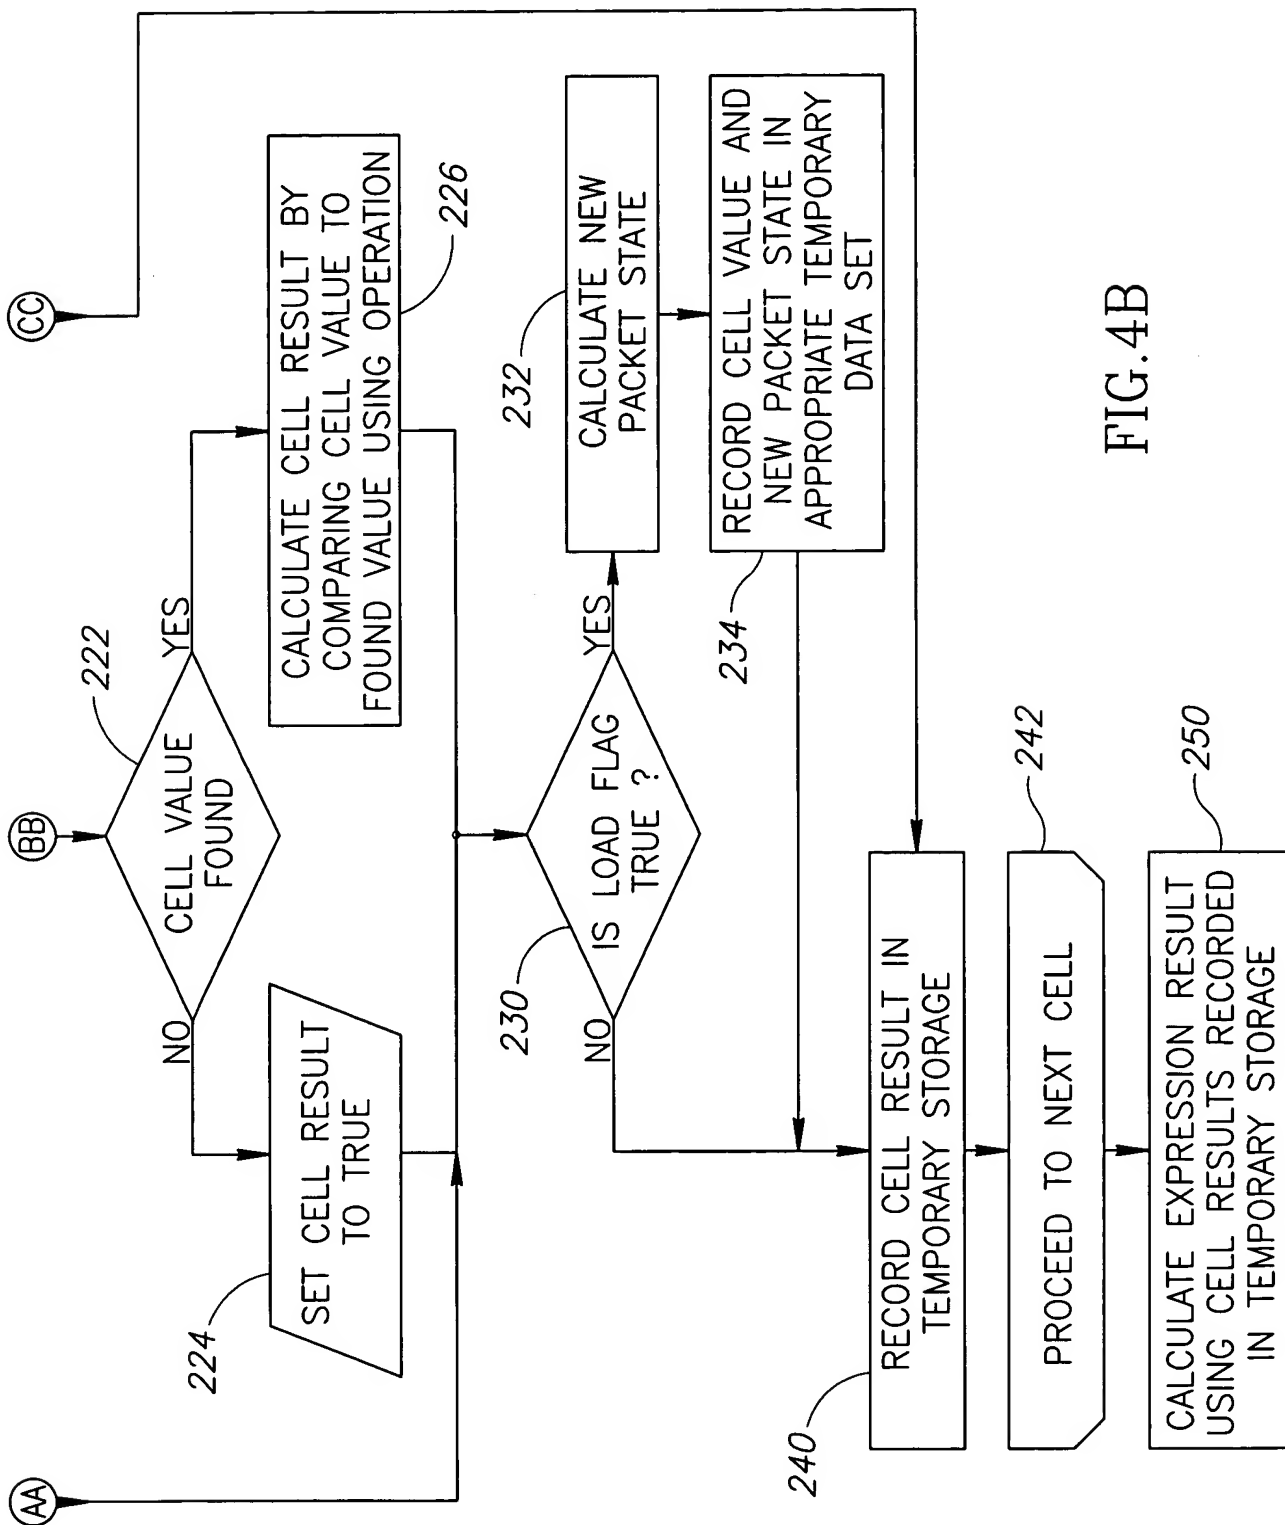 AA
BB
CC
222
CELL VALUE
FOUND
NO
YES
224
SET CELL RESULT
TO TRUE
CALCULATE CELL RESULT BY
COMPARING CELL VALUE TO
FOUND VALUE USING OPERATION
226
230
IS LOAD FLAG
TRUE ?
NO
YES
232
CALCULATE NEW
PACKET STATE
234
RECORD CELL VALUE AND
NEW PACKET STATE IN
APPROPRIATE TEMPORARY
DATA SET
240
RECORD CELL RESULT IN
TEMPORARY STORAGE
242
PROCEED TO NEXT CELL
250
CALCULATE EXPRESSION RESULT
USING CELL RESULTS RECORDED
IN TEMPORARY STORAGE
FIG.4B